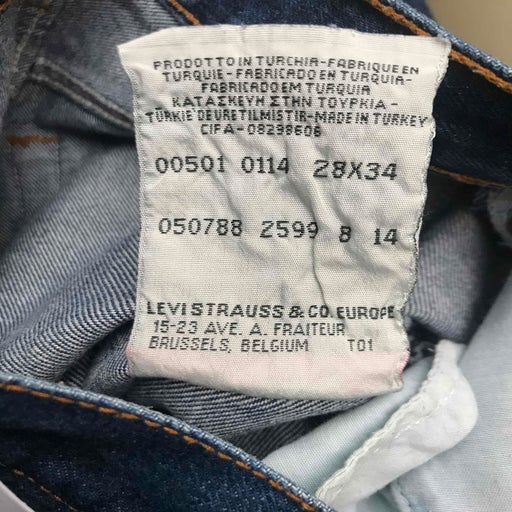 PRODOTTO IN TURCHIA-FABRIQUE EN
TURQUIE-FABRICADO EN TURQUIA-
FABRICADO EM TURQUIA
ΚΑΤΑΣΚΕΥΗ ΣΤΗΝ ΤΟΥΡΚΙΑ-
TÜRKIE'DE ÜRETILMISTIR-MADE IN TURKEY
CIFA-08298606
00501 0114 28X34
050788 2599 8 14
LEVI STRAUSS & CO. EUROPE
15-23 AVE. A. FRAITEUR
BRUSSELS, BELGIUM T01